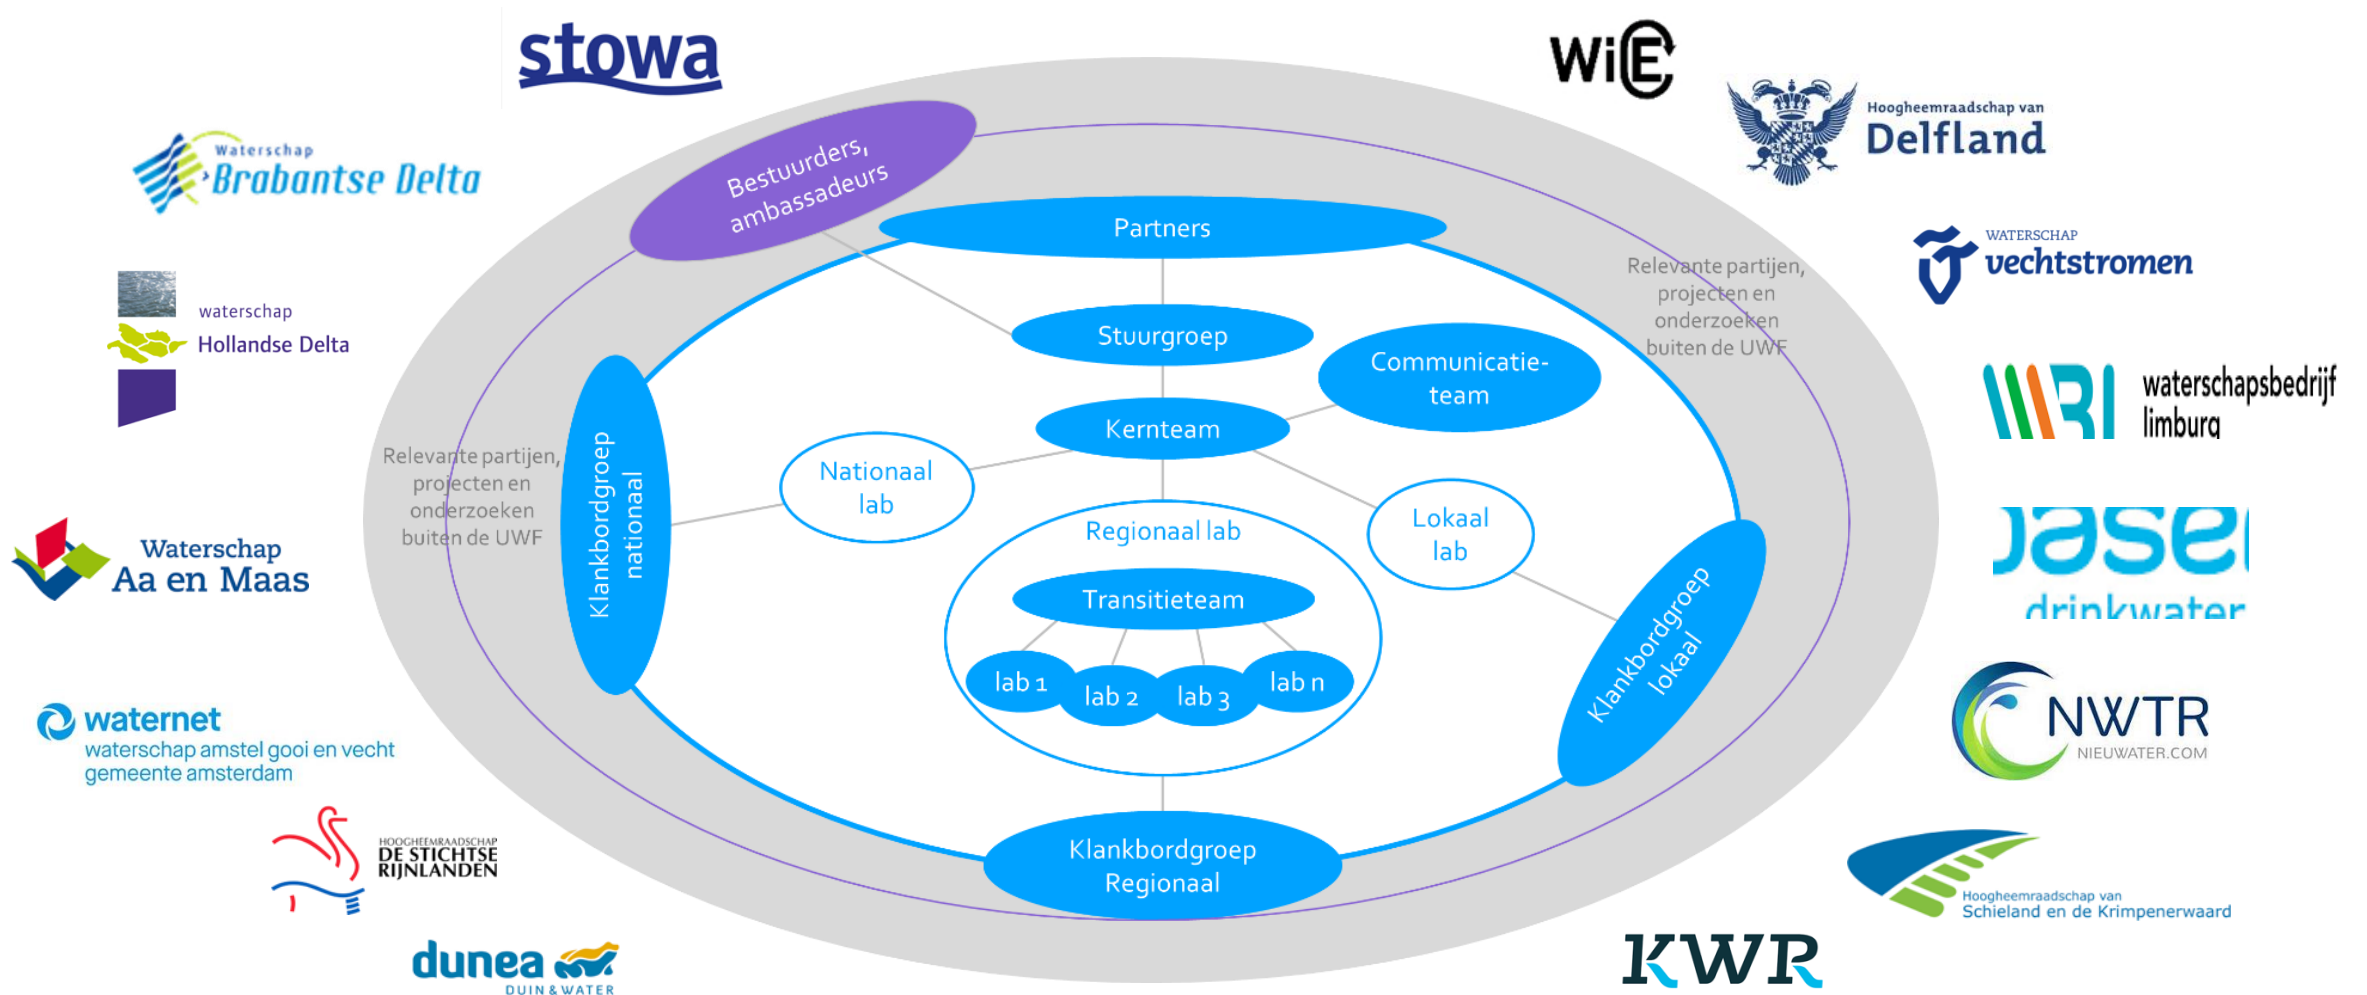 stowa
WiCE
Hoogheemraadschap van
Delfland
Waterschap
Brabantse Delta
Bestuurders,
ambassadeurs
Partners
WATERSCHAP
vechtstromen
Relevante partijen,
projecten en
onderzoeken
buiten de UWF
waterschap
Hollandse Delta
Stuurgroep
Communicatie-
team
waterschapsbedrijf
limburg
Kernteam
Klankbordgroep
nationaal
Relevante partijen,
projecten en
onderzoeken
buiten de UWF
Nationaal
lab
Lokaal
lab
Regionaal lab
Transitieteam
lab 1
lab 2
lab 3
lab n
Klankbordgroep
lokaal
Waterschap
Aa en Maas
drinkwater
waternet
waterschap amstel gooi en vecht
gemeente amsterdam
NWTR
NIEUWATER.COM
HOOGHEEMRAADSCHAP
DE STICHTSE
RIJNLANDEN
Klankbordgroep
Regionaal
Hoogheemraadschap van
Schieland en de Krimpenerwaard
dunea
DUIN & WATER
KWR